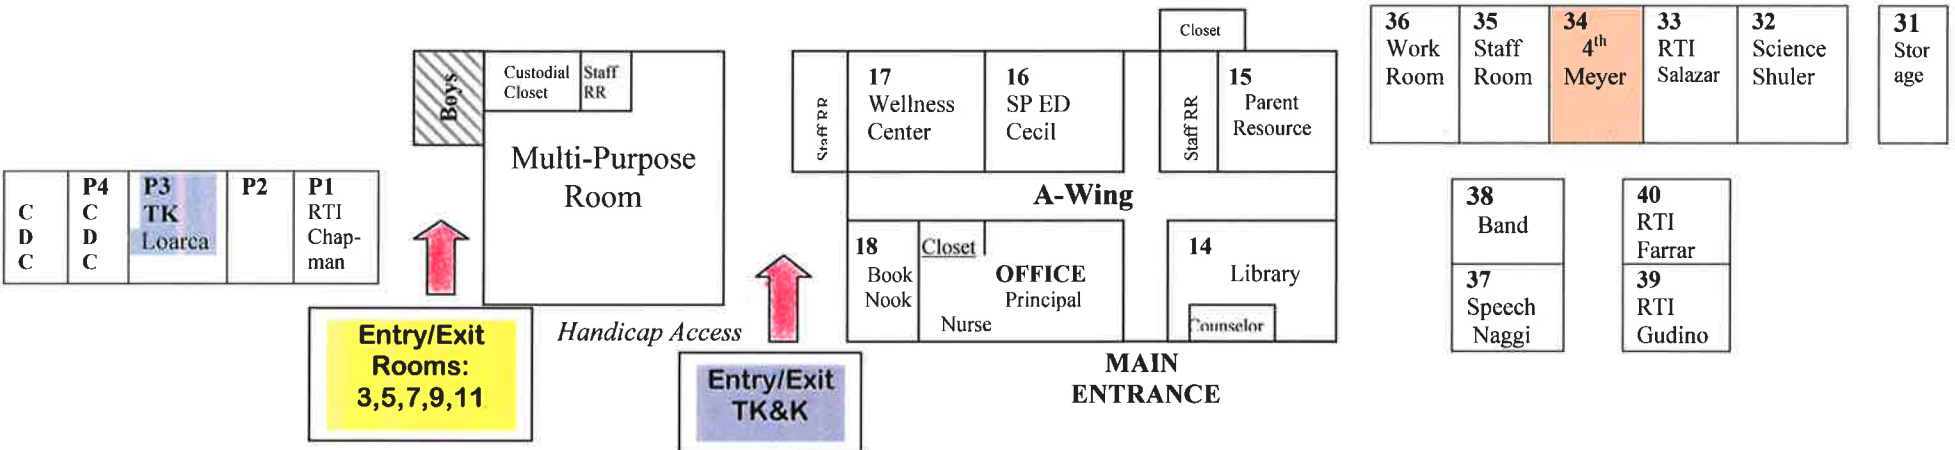 Closet
36
Work
Room
35
Staff
Room
34
4th
Meyer
33
RTI
Salazar
32
Science
Shuler
31
Stor
age
Boys
Custodial
Closet
Staff
RR
Multi-Purpose
Room
Staff RR
17
Wellness
Center
16
SP ED
Cecil
Staff RR
15
Parent
Resource
C
D
C
P4
C
D
C
P3
TK
Loarca
P2
P1
RTI
Chap-
man
A-Wing
38
Band
37
Speech
Naggi
40
RTI
Farrar
39
RTI
Gudino
18
Book
Nook
Closet
OFFICE
Principal
Nurse
14
Library
Counselor
Entry/Exit
Rooms:
3,5,7,9,11
Handicap Access
Entry/Exit
TK&K
MAIN
ENTRANCE